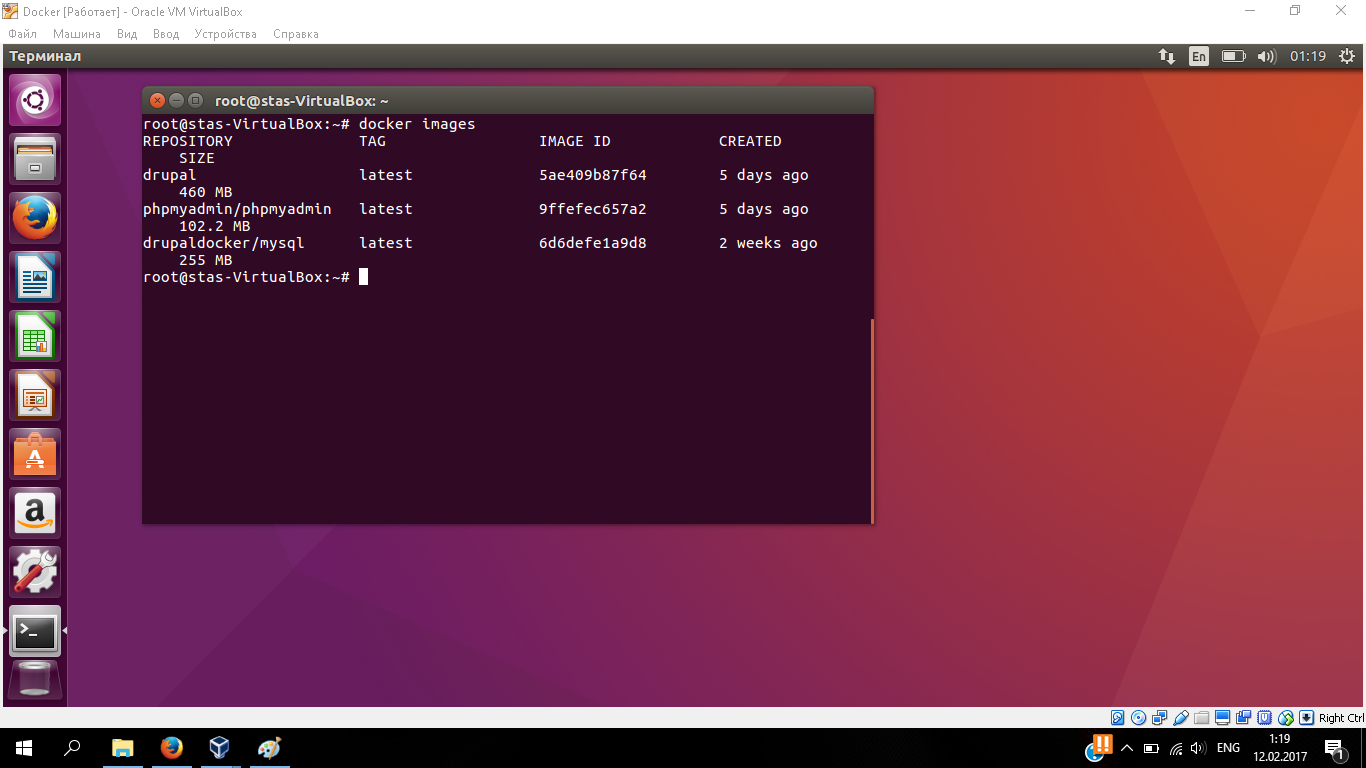 Docker [Работает] - Oracle VM VirtualBox
Файл Машина Вид Ввод Устройства Справка
Терминал En 01:19
root@stas-VirtualBox: ~
root@stas-VirtualBox:~# docker images
REPOSITORY TAG IMAGE ID CREATED
SIZE
drupal latest 5ae409b87f64 5 days ago
460 MB
phpmyadmin/phpmyadmin latest 9ffefec657a2 5 days ago
102.2 MB
drupaldocker/mysql latest 6d6defe1a9d8 2 weeks ago
255 MB
root@stas-VirtualBox:~#
Right Ctrl
ENG 1:19
12.02.2017 1